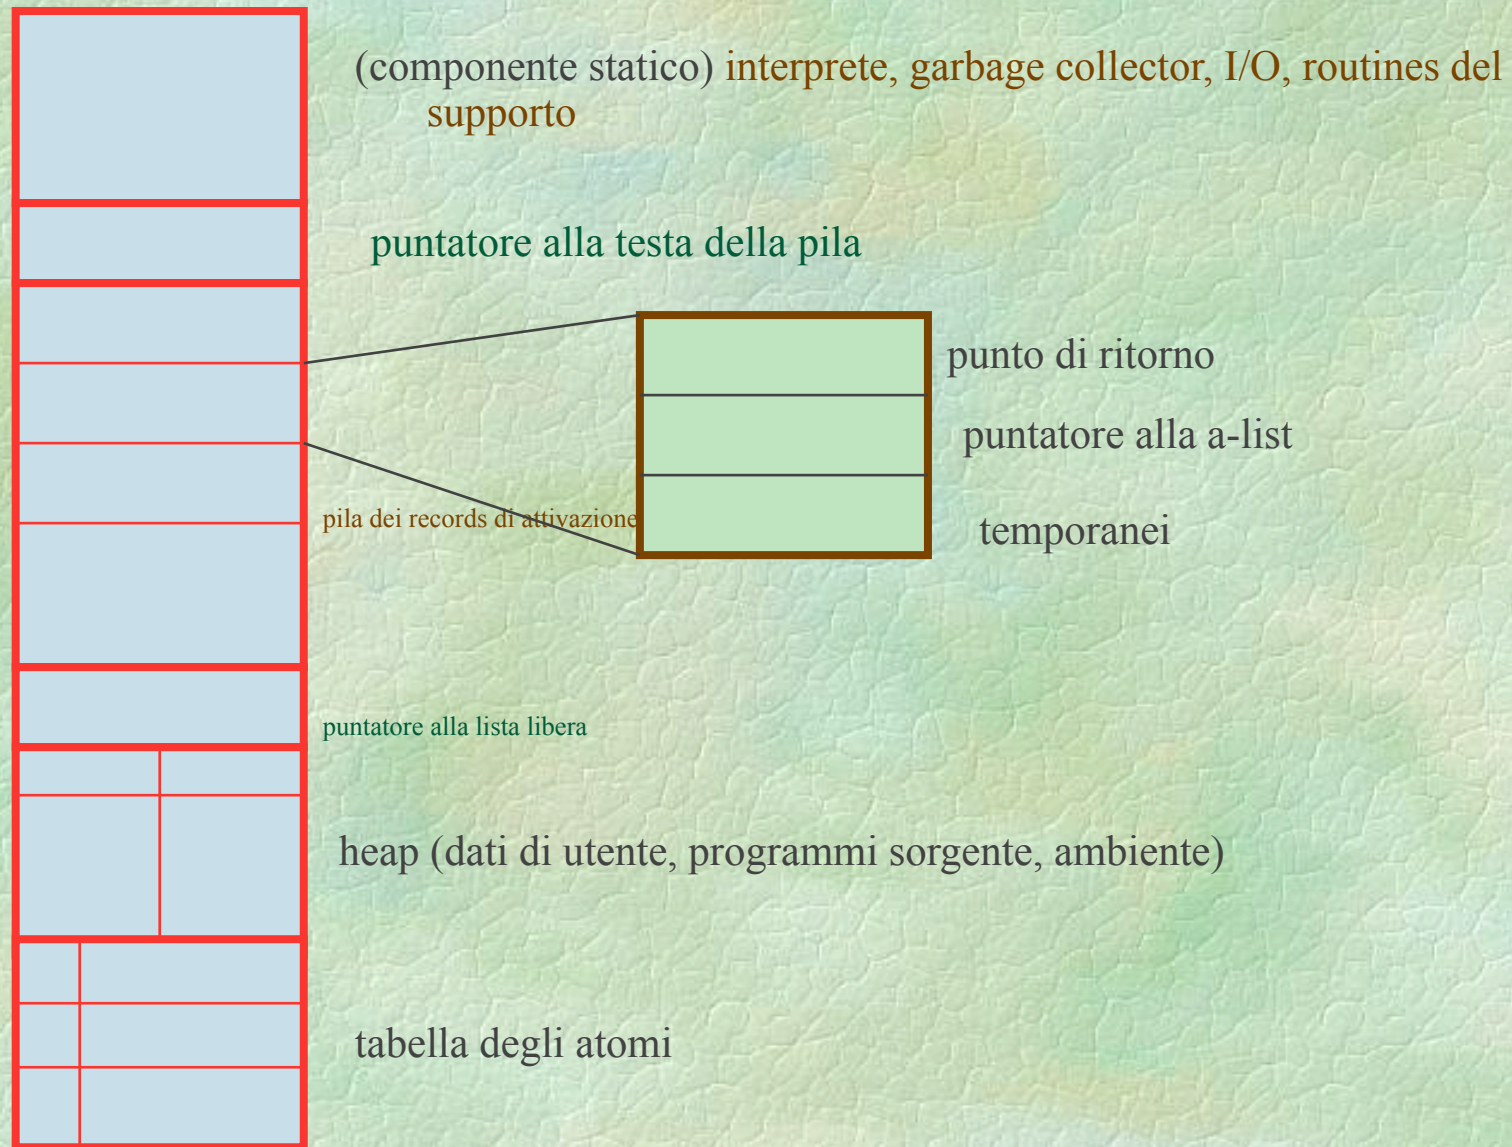 (componente statico) interprete, garbage collector, I/O, routines del
supporto
puntatore alla testa della pila
punto di ritorno
puntatore alla a-list
pila dei records di attivazione
temporanei
puntatore alla lista libera
heap (dati di utente, programmi sorgente, ambiente)
tabella degli atomi